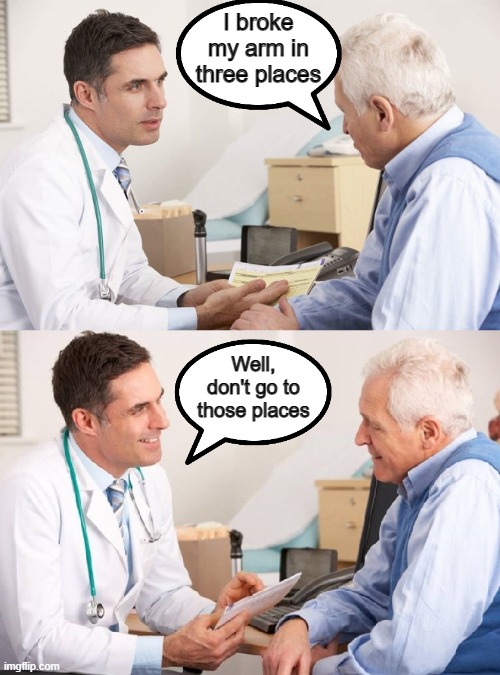 I broke
my arm in
three places
Well,
don't go to
those places
imgflip.com